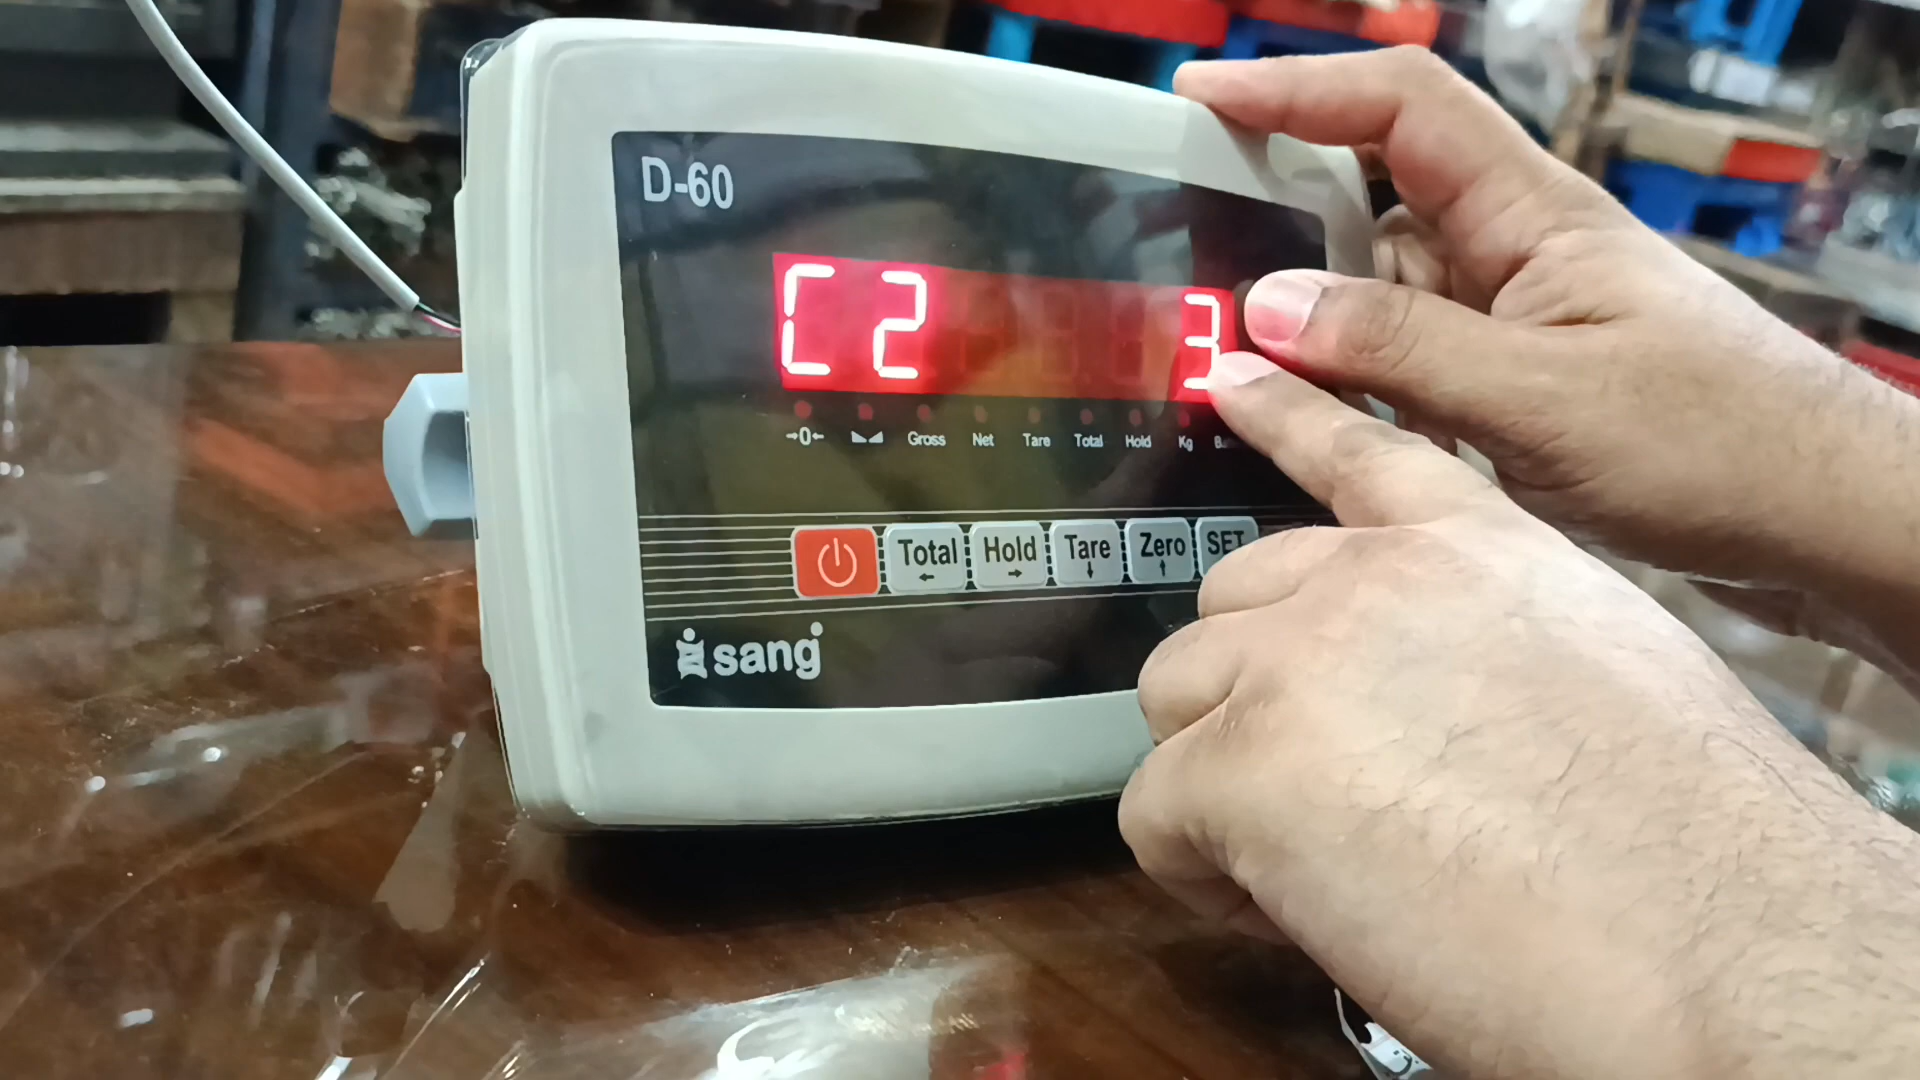 D-60
C2 3
→0← Gross Net Tare Total Hold Kg
Total Hold Tare Zero SET
← → ↓ ↑
sang